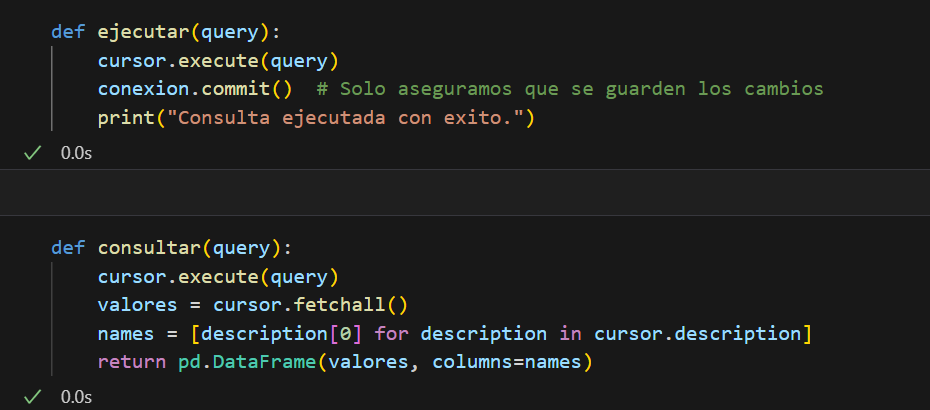 def ejecutar(query):
    cursor.execute(query)
    conexion.commit()  # Solo aseguramos que se guarden los cambios
    print("Consulta ejecutada con exito.")
✓ 0.0s
def consultar(query):
    cursor.execute(query)
    valores = cursor.fetchall()
    names = [description[0] for description in cursor.description]
    return pd.DataFrame(valores, columns=names)
✓ 0.0s